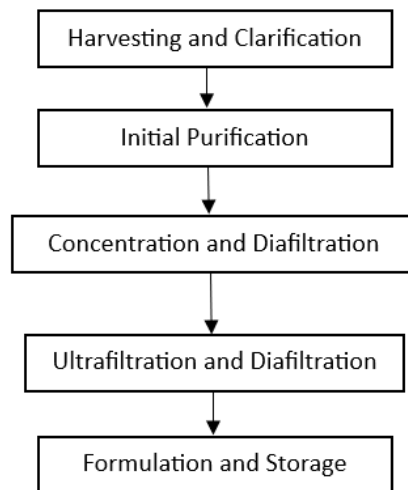 Harvesting and Clarification
Initial Purification
Concentration and Diafiltration
Ultrafiltration and Diafiltration
Formulation and Storage